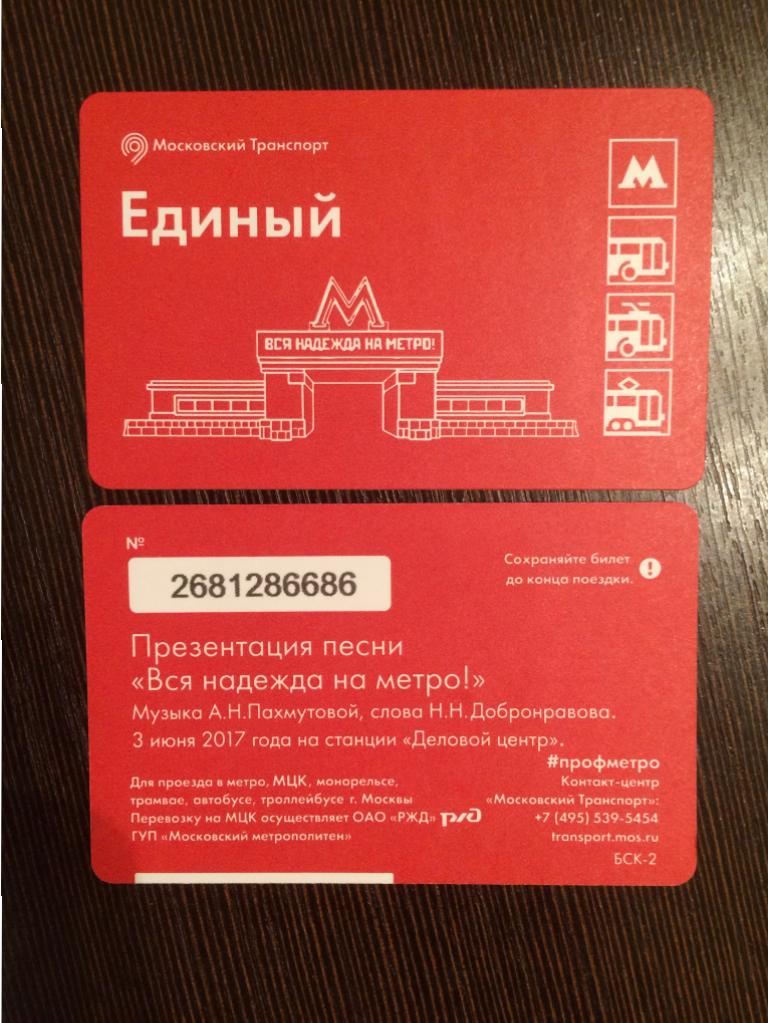 Московский Транспорт
Единый
М
М
ВСЯ НАДЕЖДА НА МЕТРО!
№
2681286686
Сохраняйте билет
до конца поездки.
!
Презентация песни
«Вся надежда на метро!»
Музыка А.Н.Пахмутовой, слова Н.Н.Добронравова.
3 июня 2017 года на станции «Деловой центр».
#профметро
Для проезда в метро, МЦК, монорельсе,
трамвае, автобусе, троллейбусе г. Москвы
Перевозку на МЦК осуществляет ОАО «РЖД» ржд
ГУП «Московский метрополитен»
Контакт-центр
«Московский Транспорт»:
+7 (495) 539-5454
transport.mos.ru
БСК-2